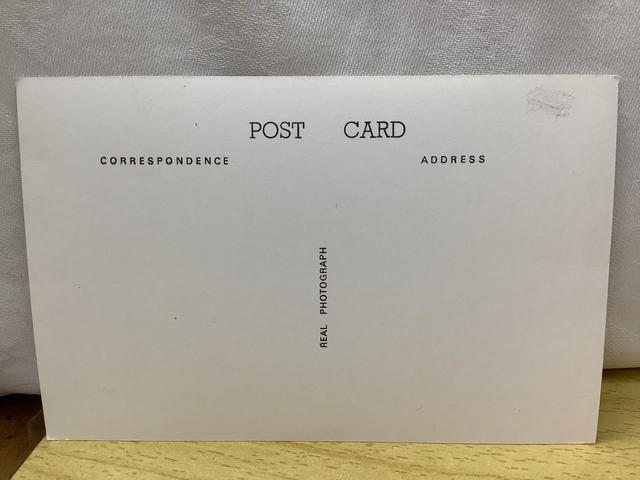 POST CARD
CORRESPONDENCE
ADDRESS
REAL PHOTOGRAPH